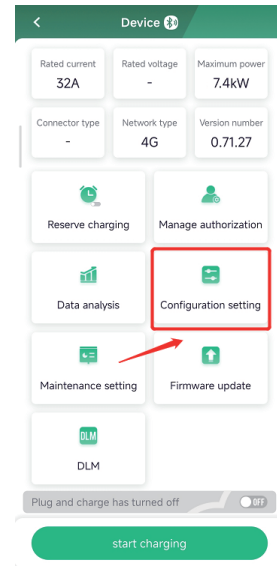 Device
Rated current
Rated voltage
Maximum power
32A
-
7.4kW
Connector type
Network type
Version number
-
4G
0.71.27
Reserve charging
Manage authorization
Data analysis
Configuration setting
Maintenance setting
Firmware update
DLM
DLM
Plug and charge has turned off
OFF
start charging